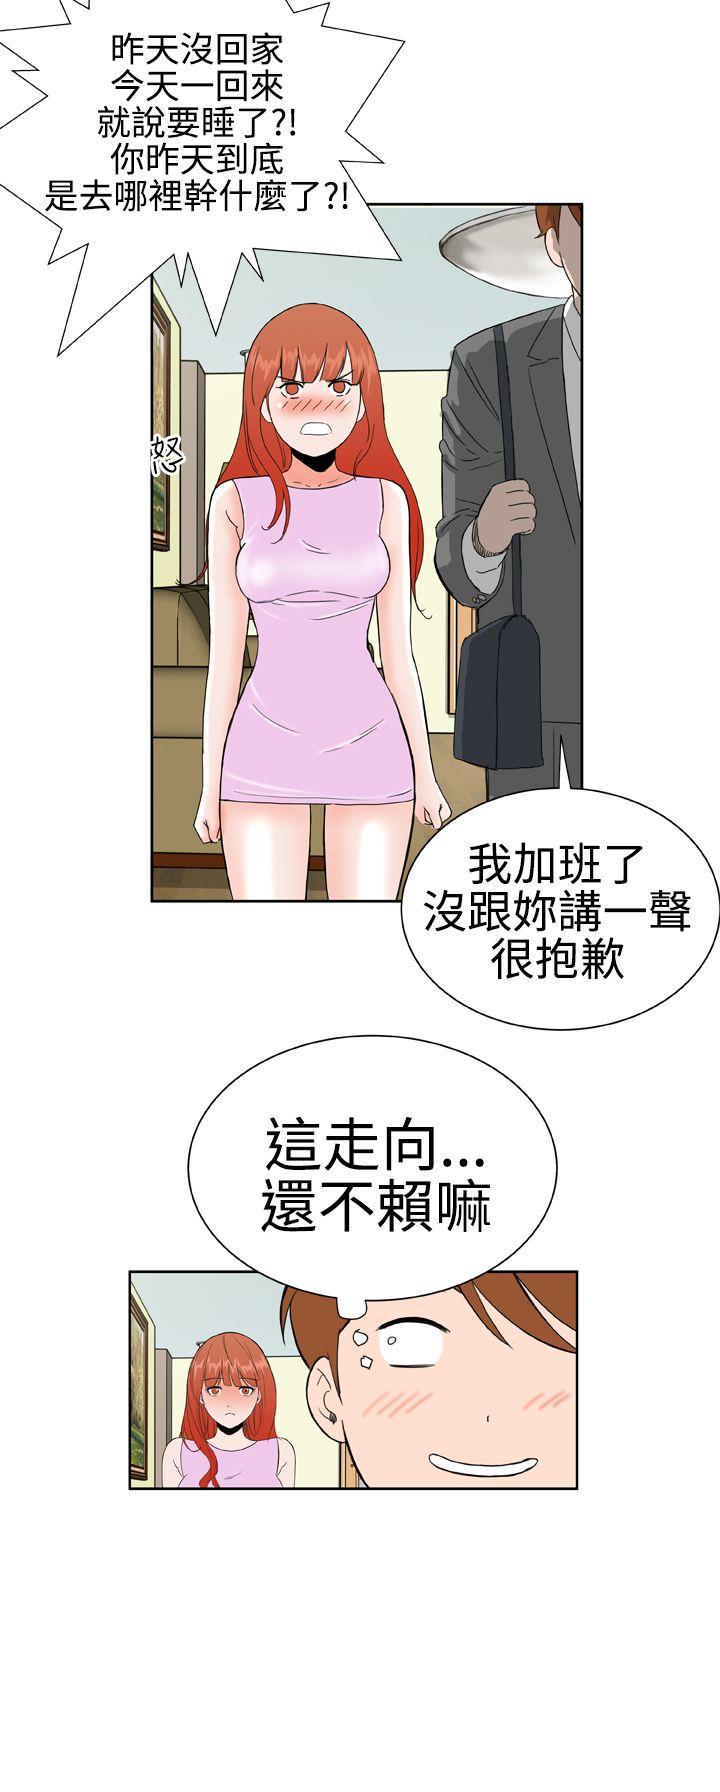 昨天沒回家
今天一回來
就說要睡了?!
你昨天到底
是去哪裡幹什麼了?!
怒
我加班了
沒跟妳講一聲
很抱歉
這走向...
還不賴嘛